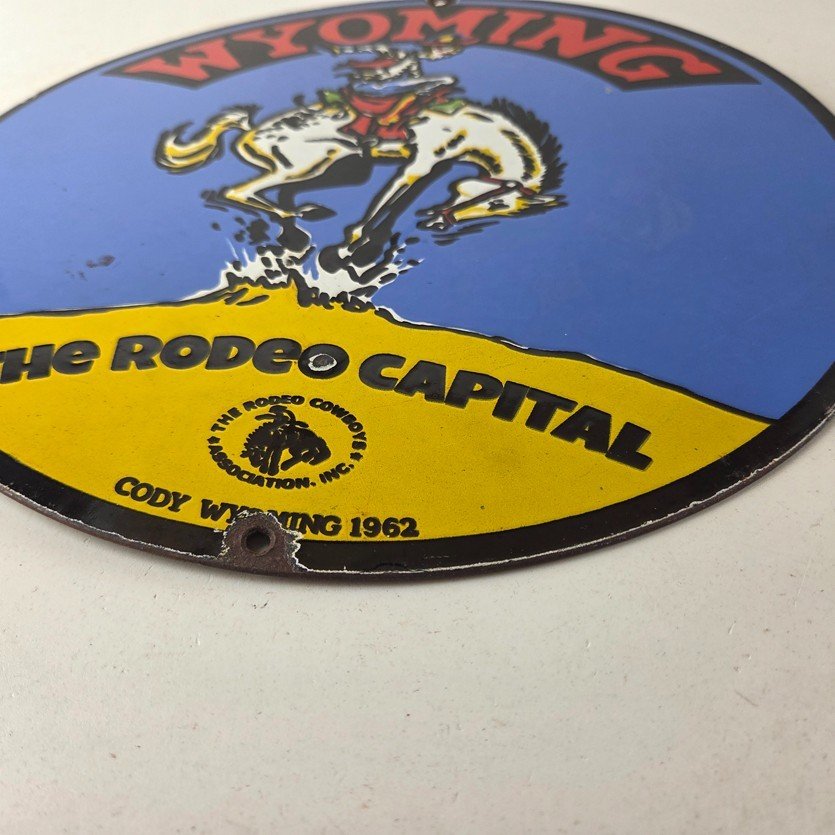 WYOMING
THE RODEO CAPITAL
THE RODEO COWBOYS
ASSOCIATION, INC.
CODY WYOMING 1962